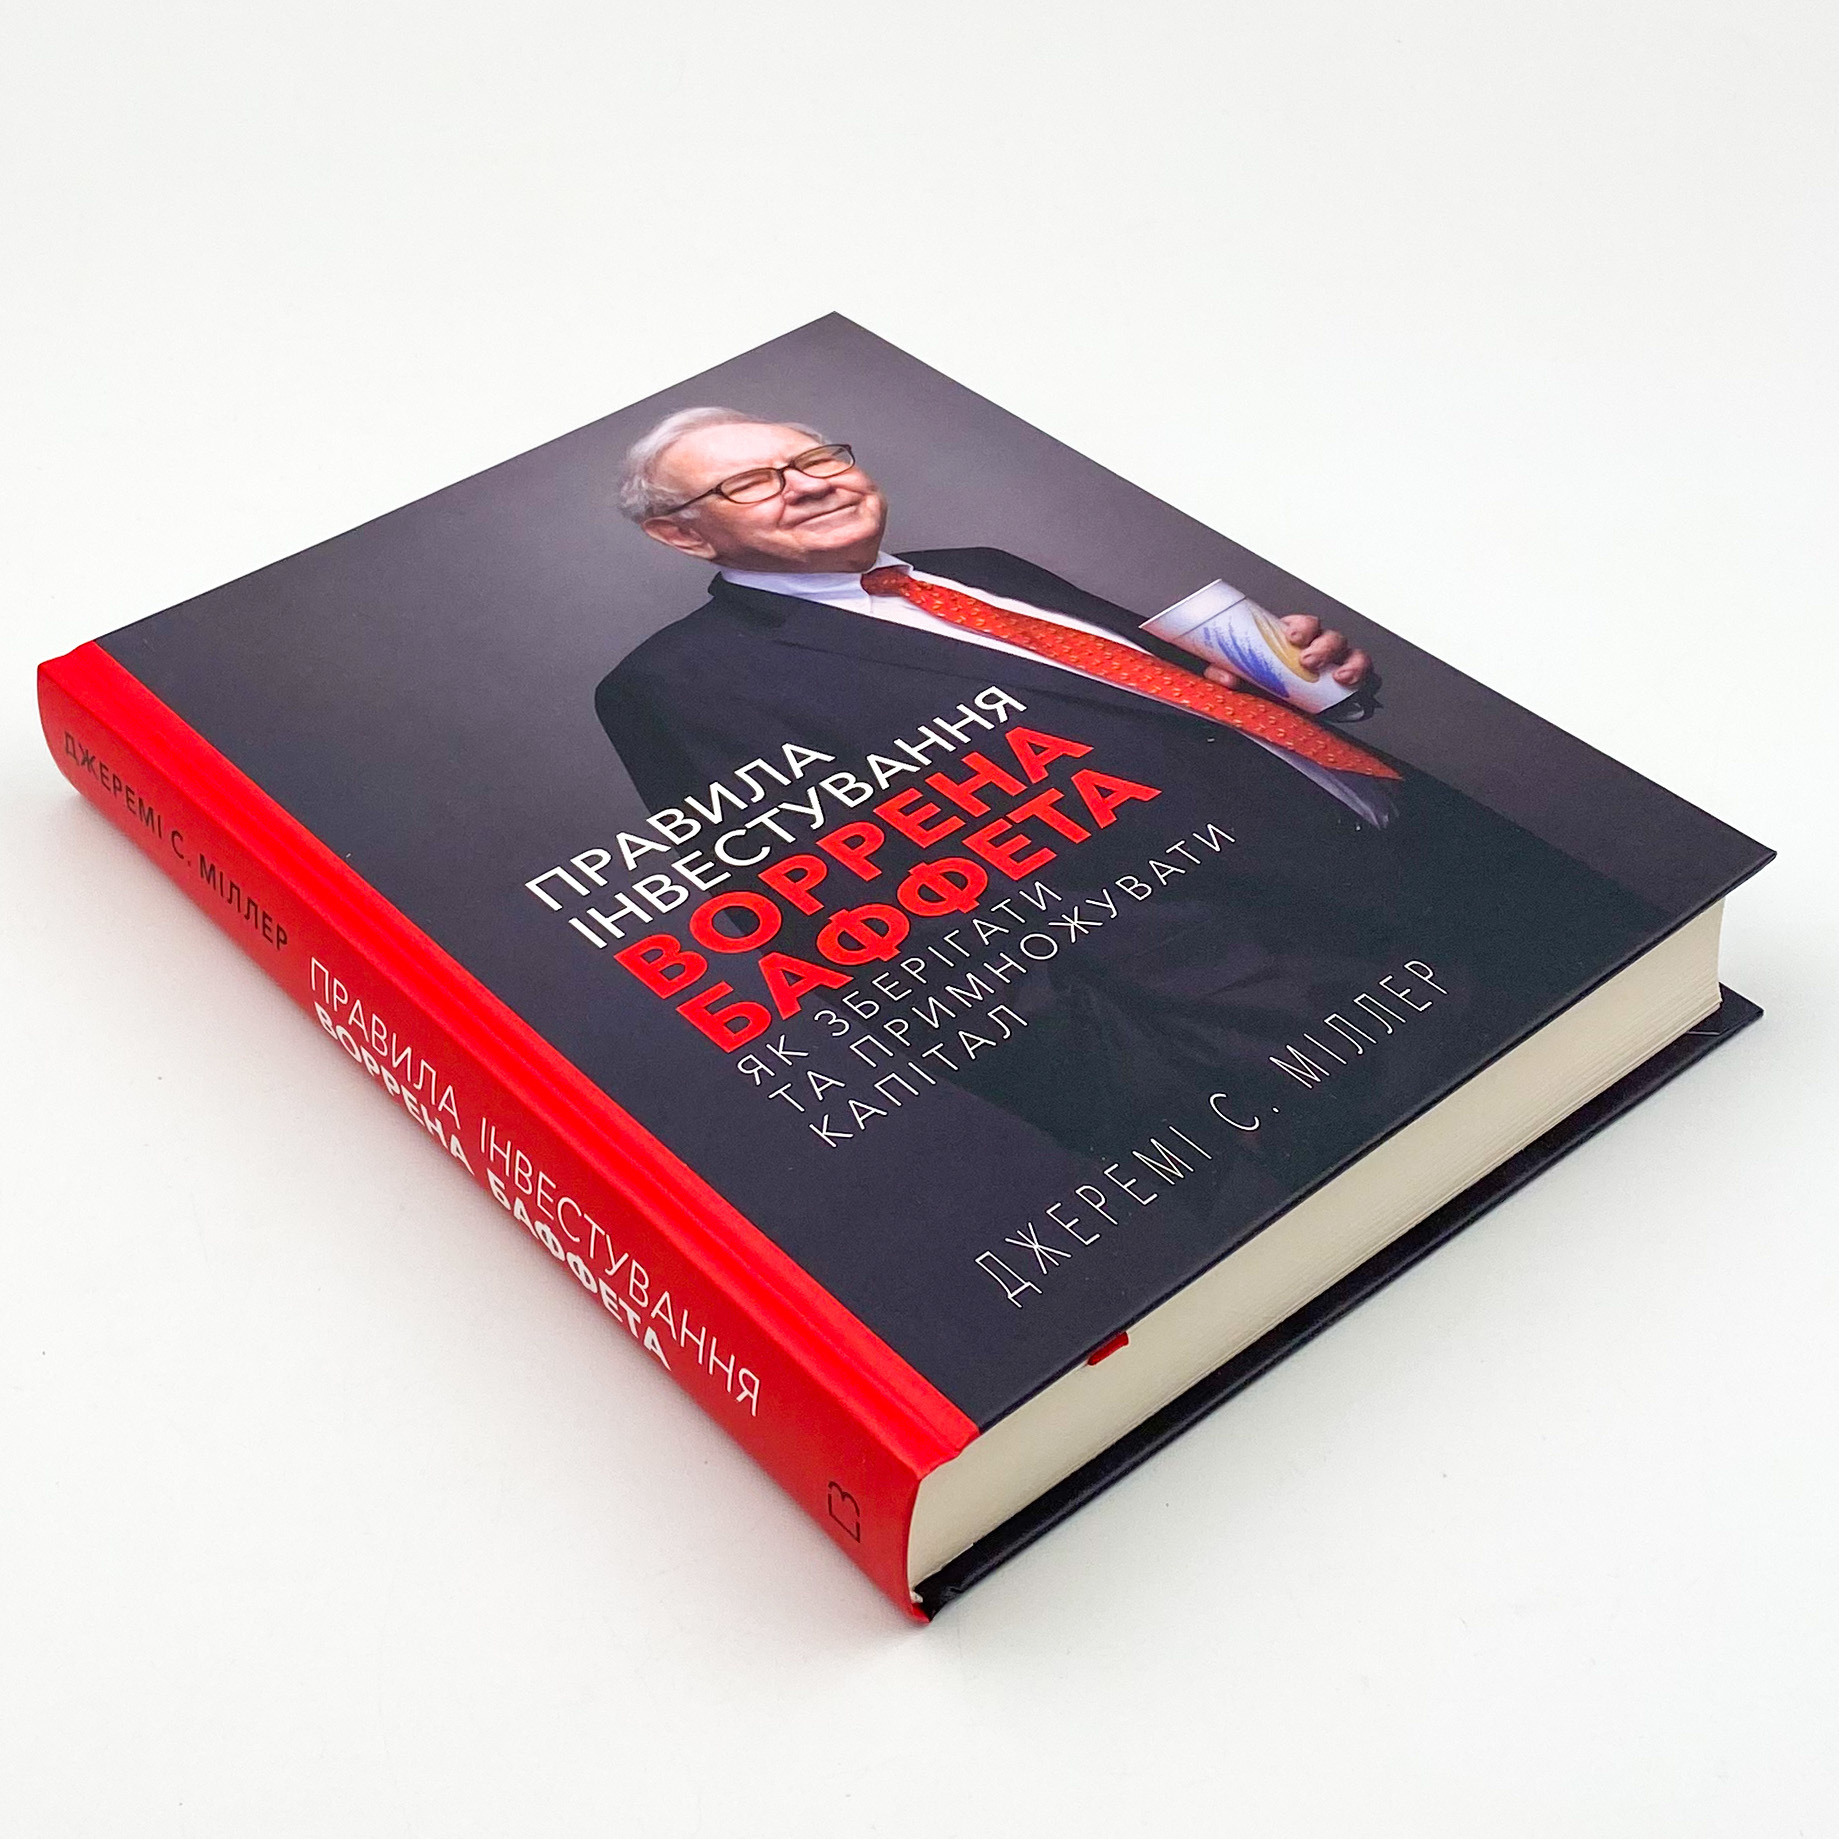 ПРАВИЛА
ІНВЕСТУВАННЯ
ВОРРЕНА
БАФФЕТА
ЯК ЗБЕРІГАТИ
ТА ПРИМНОЖУВАТИ
КАПІТАЛ
ДЖЕРЕМІ С. МІЛЛЕР
ДЖЕРЕМІ С. МІЛЛЕР
ПРАВИЛА ІНВЕСТУВАННЯ
ВОРРЕНА БАФФЕТА